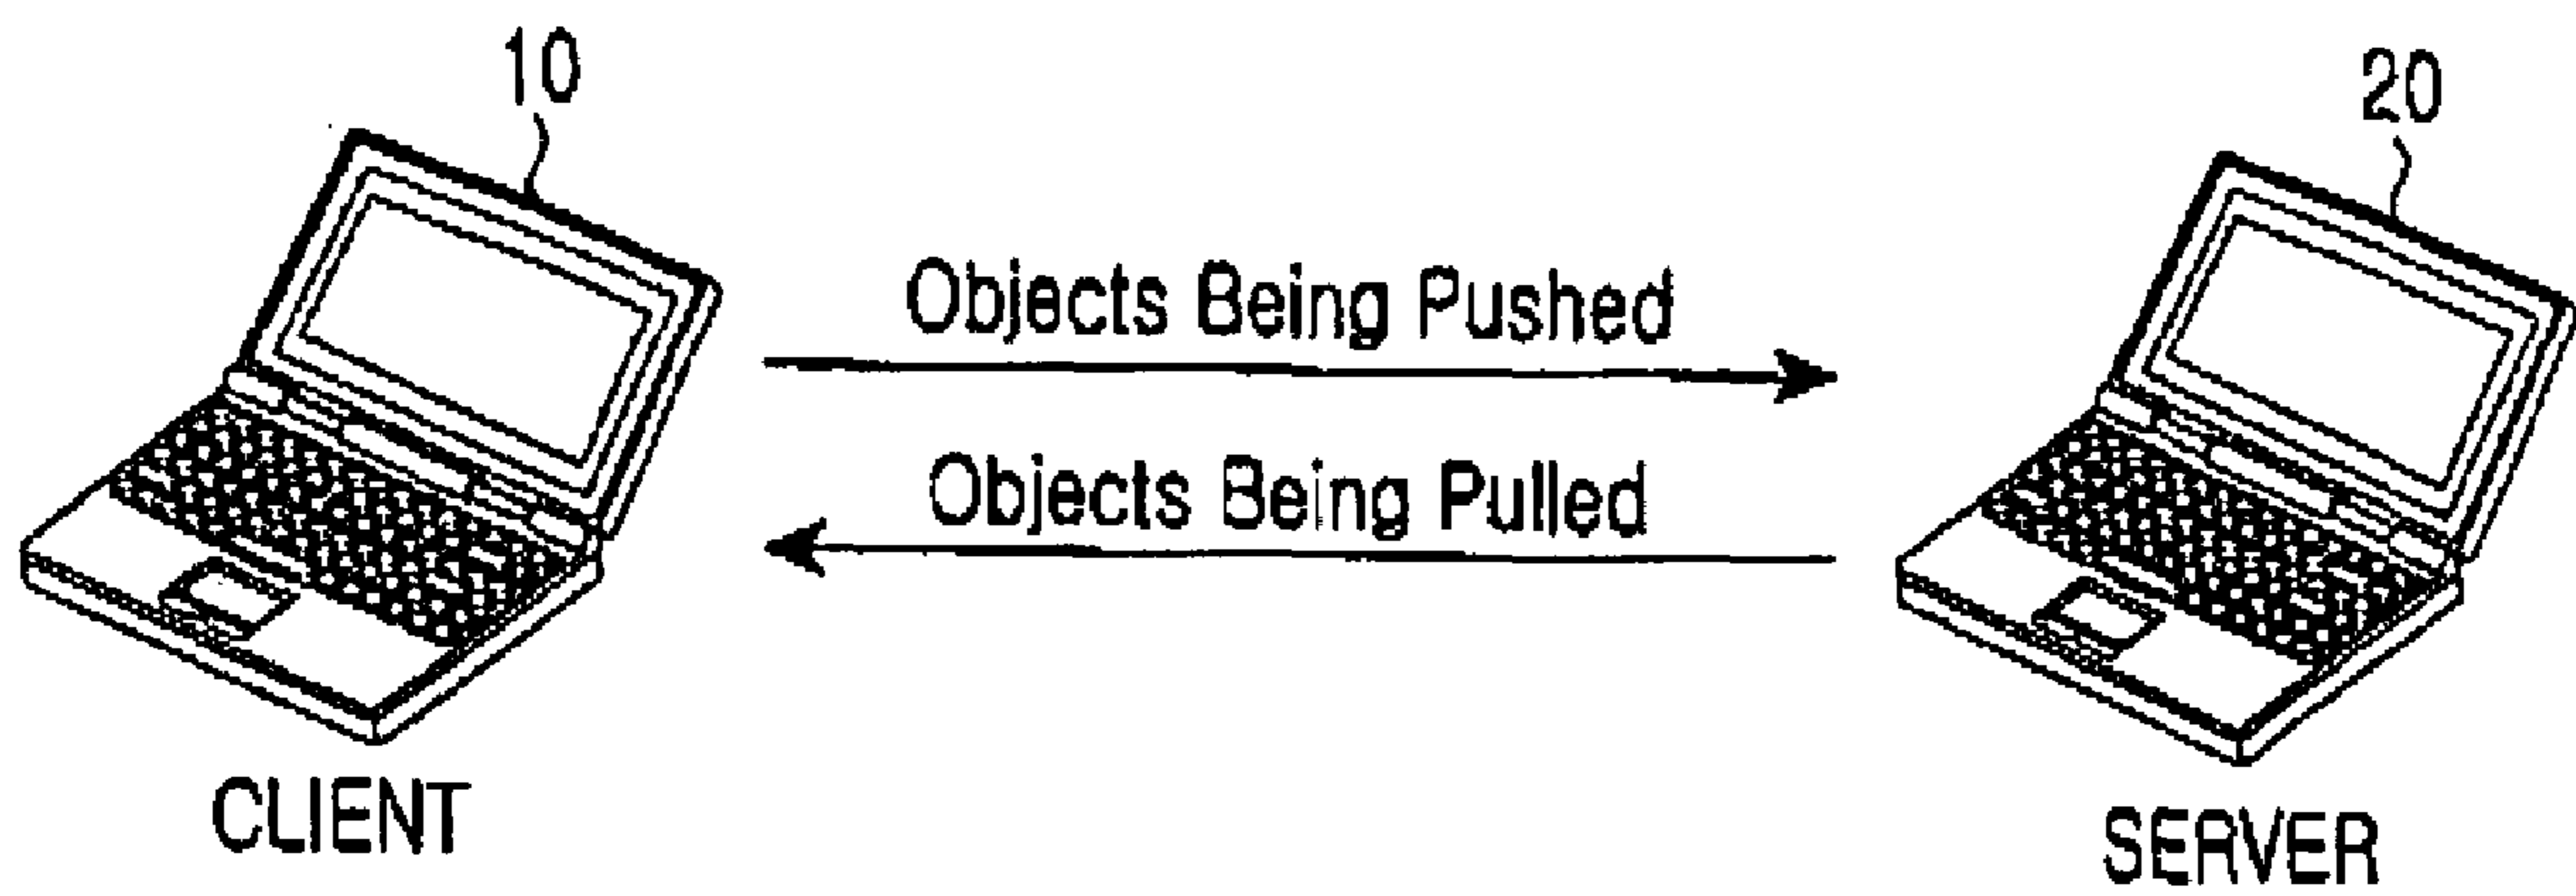 10
20
Objects Being Pushed
Objects Being Pulled
CLIENT
SERVER